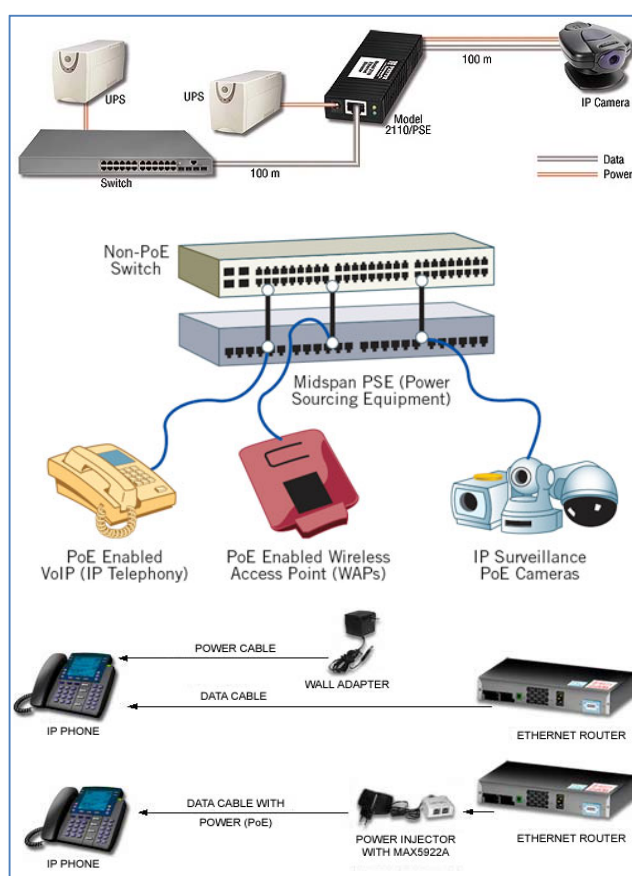 UPS
UPS
100 m
IP Camera
Model
2110/PSE
Switch
100 m
Data
Power
Non-PoE
Switch
Midspan PSE (Power
Sourcing Equipment)
PoE Enabled
VoIP (IP Telephony)
PoE Enabled Wireless
Access Point (WAPs)
IP Surveillance
PoE Cameras
POWER CABLE
WALL ADAPTER
DATA CABLE
IP PHONE
ETHERNET ROUTER
DATA CABLE WITH
POWER (PoE)
POWER INJECTOR
WITH MAX5922A
ETHERNET ROUTER
IP PHONE